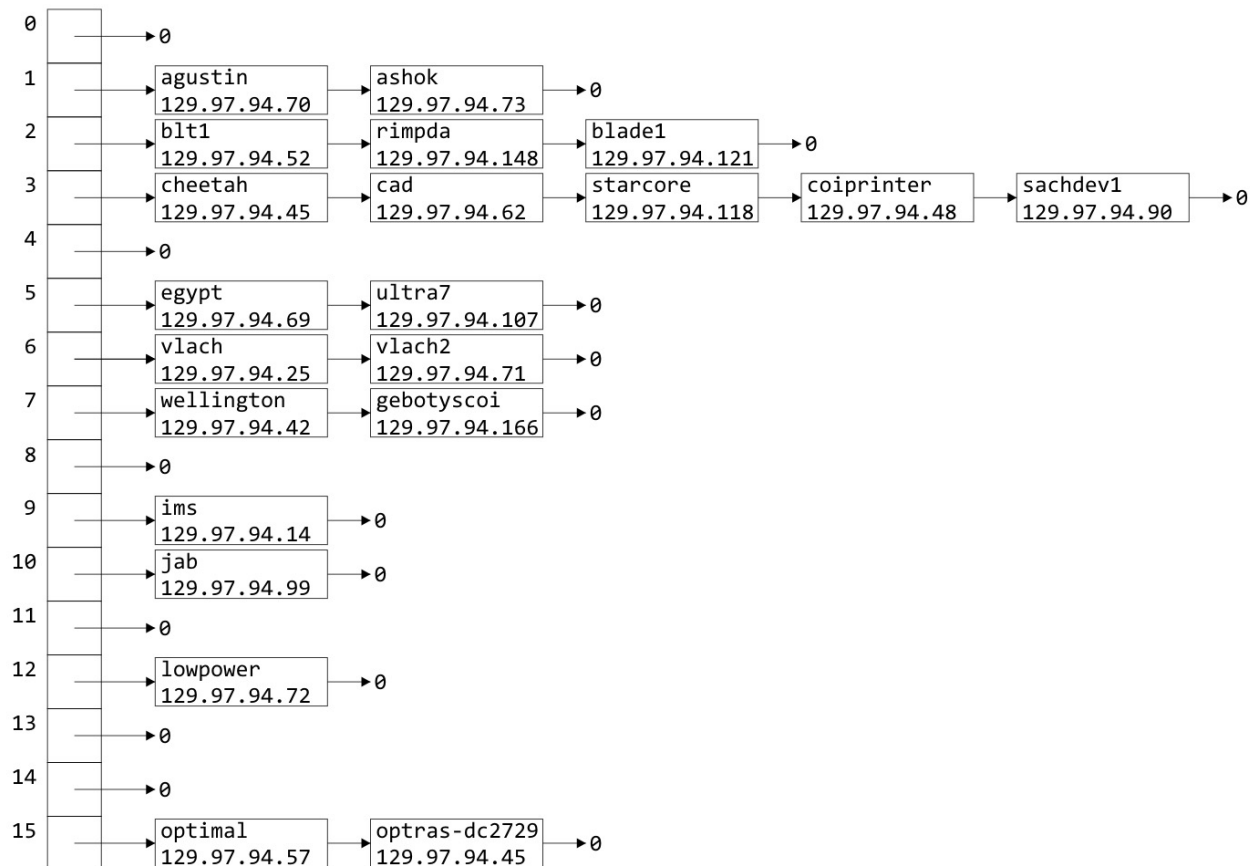 0
0
1
agustin
129.97.94.70
ashok
129.97.94.73
0
2
blt1
129.97.94.52
rimpda
129.97.94.148
blade1
129.97.94.121
0
3
cheetah
129.97.94.45
cad
129.97.94.62
starcore
129.97.94.118
coiprinter
129.97.94.48
sachdev1
129.97.94.90
0
4
0
5
egypt
129.97.94.69
ultra7
129.97.94.107
0
6
vlach
129.97.94.25
vlach2
129.97.94.71
0
7
wellington
129.97.94.42
gebotyscoi
129.97.94.166
0
8
0
9
ims
129.97.94.14
0
10
jab
129.97.94.99
0
11
0
12
lowpower
129.97.94.72
0
13
0
14
0
15
optimal
129.97.94.57
optras-dc2729
129.97.94.45
0